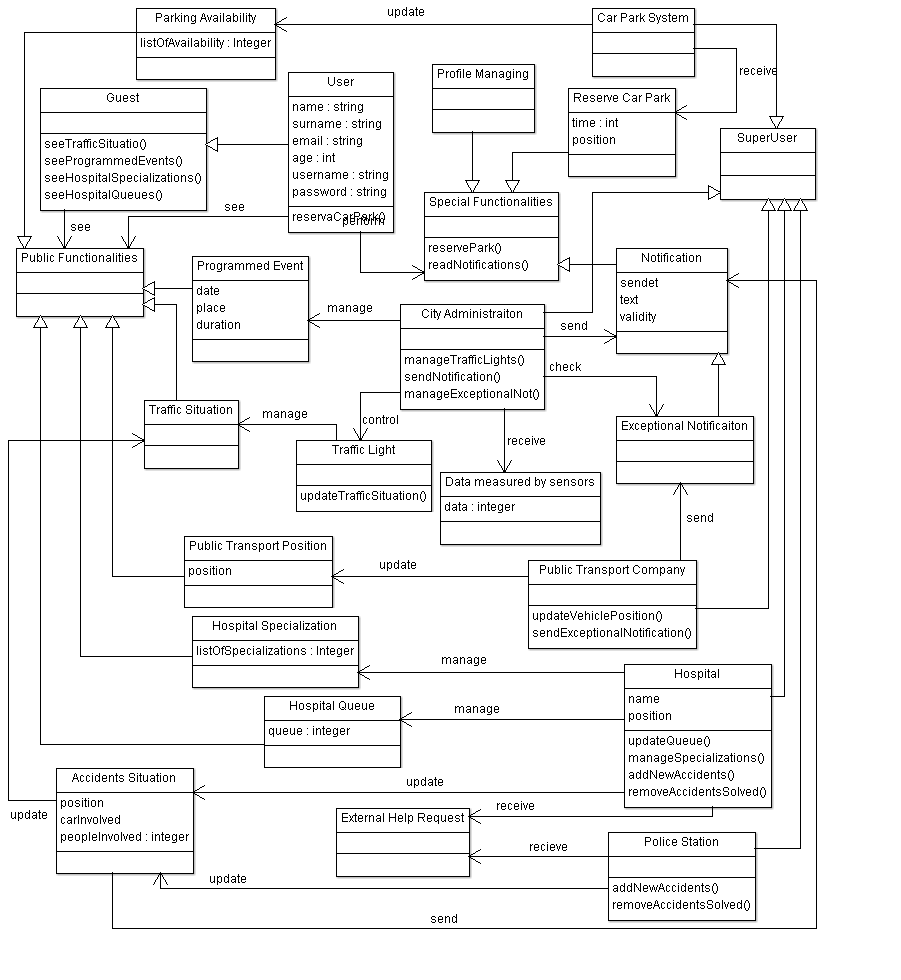 update
Parking Availability
listOfAvailability : Integer
Car Park System
receive
User
name : string
surname : string
email : string
age : int
username : string
password : string
reservaCarPark()
perform
Profile Managing
Guest
seeTrafficSituatio()
seeProgrammedEvents()
seeHospitalSpecializations()
seeHospitalQueues()
Reserve Car Park
time : int
position
SuperUser
see
see
Special Functionalities
reservePark()
readNotifications()
Public Functionalities
Programmed Event
date
place
duration
Notification
sendet
text
validity
manage
City Administraiton
manageTrafficLights()
sendNotification()
manageExceptionalNot()
send
check
Traffic Situation
manage
control
Traffic Light
updateTrafficSituation()
receive
Exceptional Notificaiton
Data measured by sensors
data : integer
send
Public Transport Position
position
update
Public Transport Company
updateVehiclePosition()
sendExceptionalNotification()
Hospital Specialization
listOfSpecializations : Integer
manage
Hospital
name
position
updateQueue()
manageSpecializations()
addNewAccidents()
removeAccidentsSolved()
Hospital Queue
queue : integer
manage
Accidents Situation
position
carInvolved
peopleInvolved : integer
update
update
External Help Request
receive
recieve
Police Station
addNewAccidents()
removeAccidentsSolved()
update
send